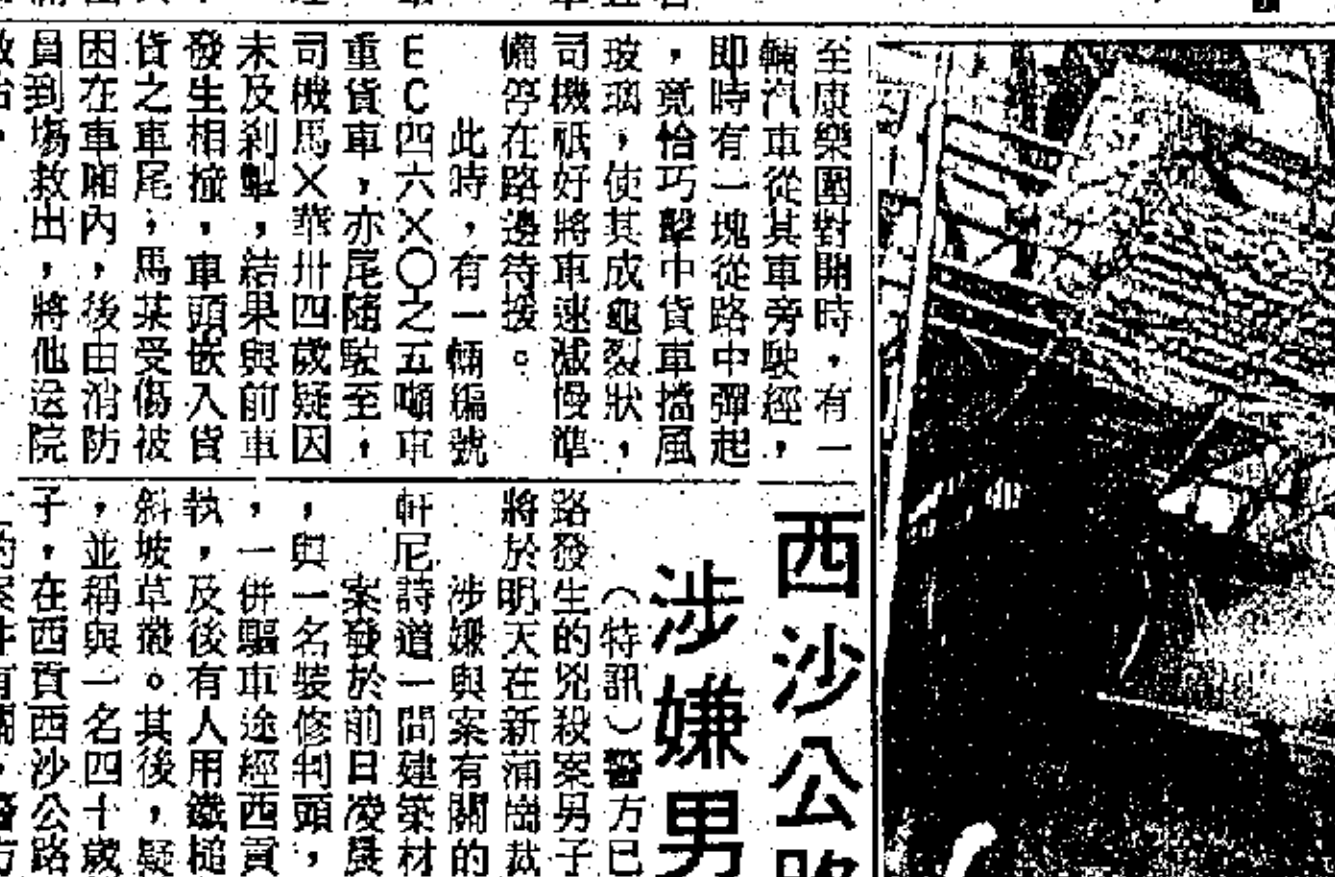 至康樂園對開時，有一
輛汽車從其車旁駛經，
即時有一塊從路中彈起
，竟恰巧擊中貨車擋風
玻璃，使其成龜裂狀，
司機祇好將車速減慢準
備停在路邊待援。
此時，有一輛編號
ＥＣ四六×〇之五噸車
重貨車，亦尾隨駛至，
司機馬×華卅四歲疑因
未及剎掣，結果與前車
發生相撞，車頭嵌入貨
貨之車尾，馬某受傷被
困在車廂內，後由消防
員到場救出，將他送院
西沙公路
涉嫌男
（特訊）警方已
路發生的兇殺案男子
將於明天在新蒲崗裁
涉嫌與案有關的
軒尼詩道一間建築材
案發於前日凌晨
，與一名裝修判頭，
，一併驅車途經西貢
執，及後有人用鐵槌
斜坡草叢。其後，疑
，並稱與一名四十歲
子，在西貢西沙公路
的案件有關，警方